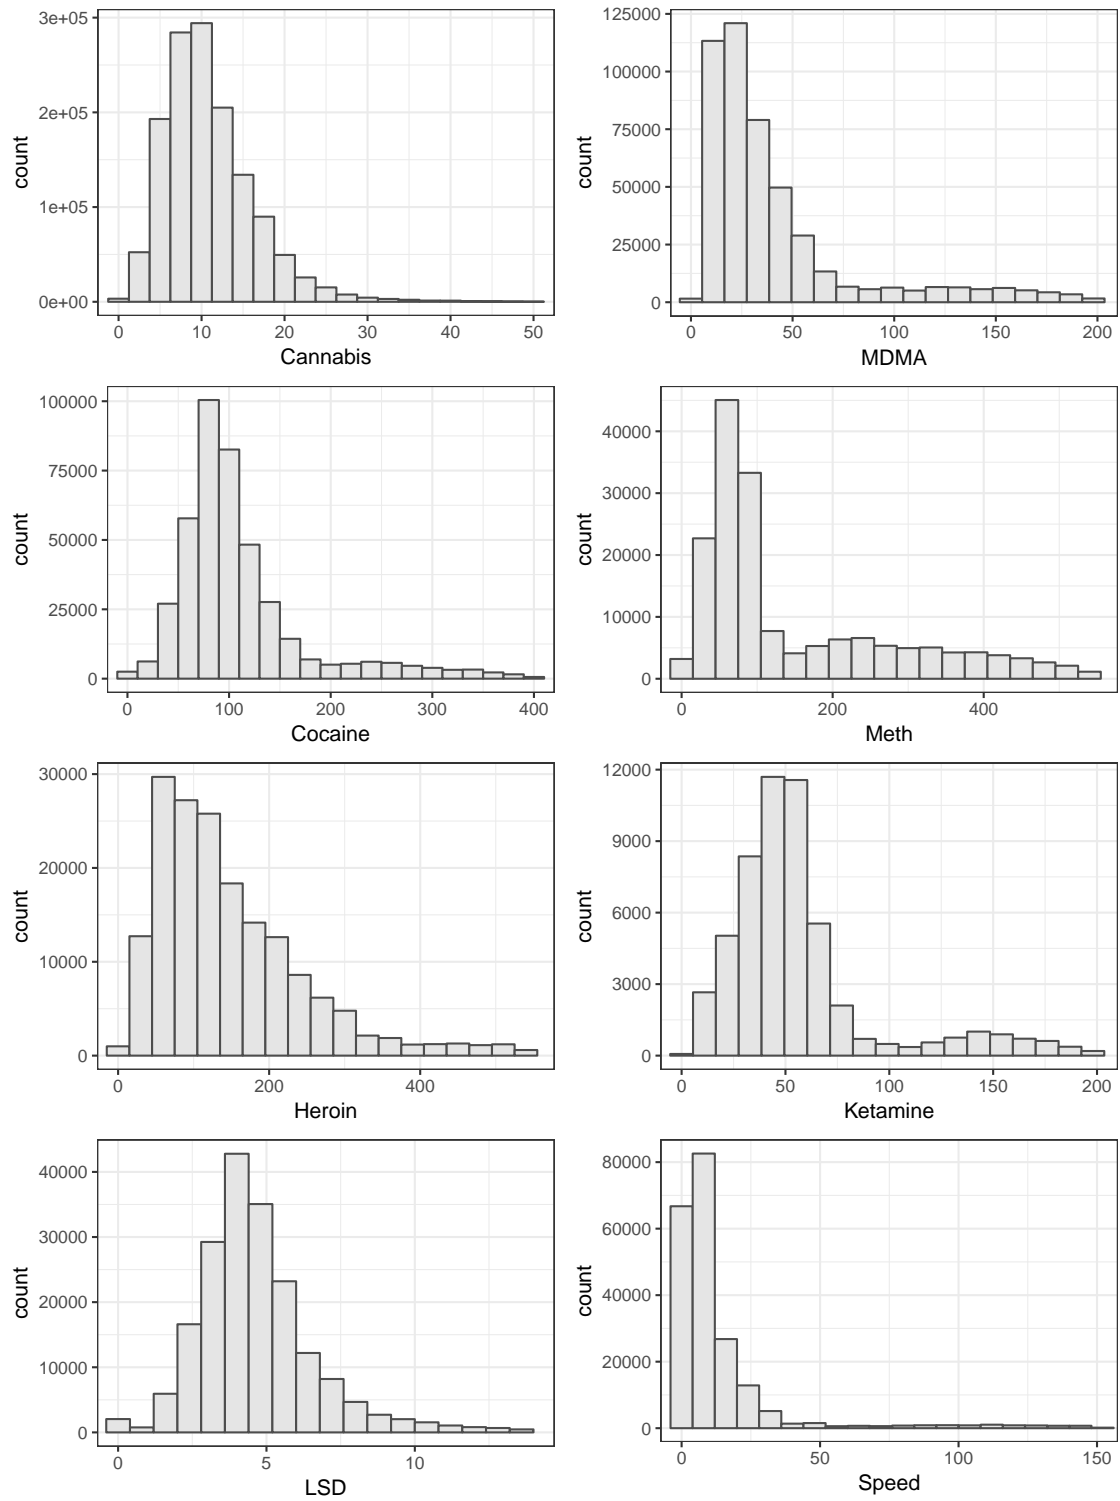 3e+05
2e+05
1e+05
0e+00
count
0 10 20 30 40 50
Cannabis
125000
100000
75000
50000
25000
0
count
0 50 100 150 200
MDMA
100000
75000
50000
25000
0
count
0 100 200 300 400
Cocaine
40000
30000
20000
10000
0
count
0 200 400
Meth
30000
20000
10000
0
count
0 200 400
Heroin
12000
9000
6000
3000
0
count
0 50 100 150 200
Ketamine
40000
30000
20000
10000
0
count
0 5 10
LSD
80000
60000
40000
20000
0
count
0 50 100 150
Speed